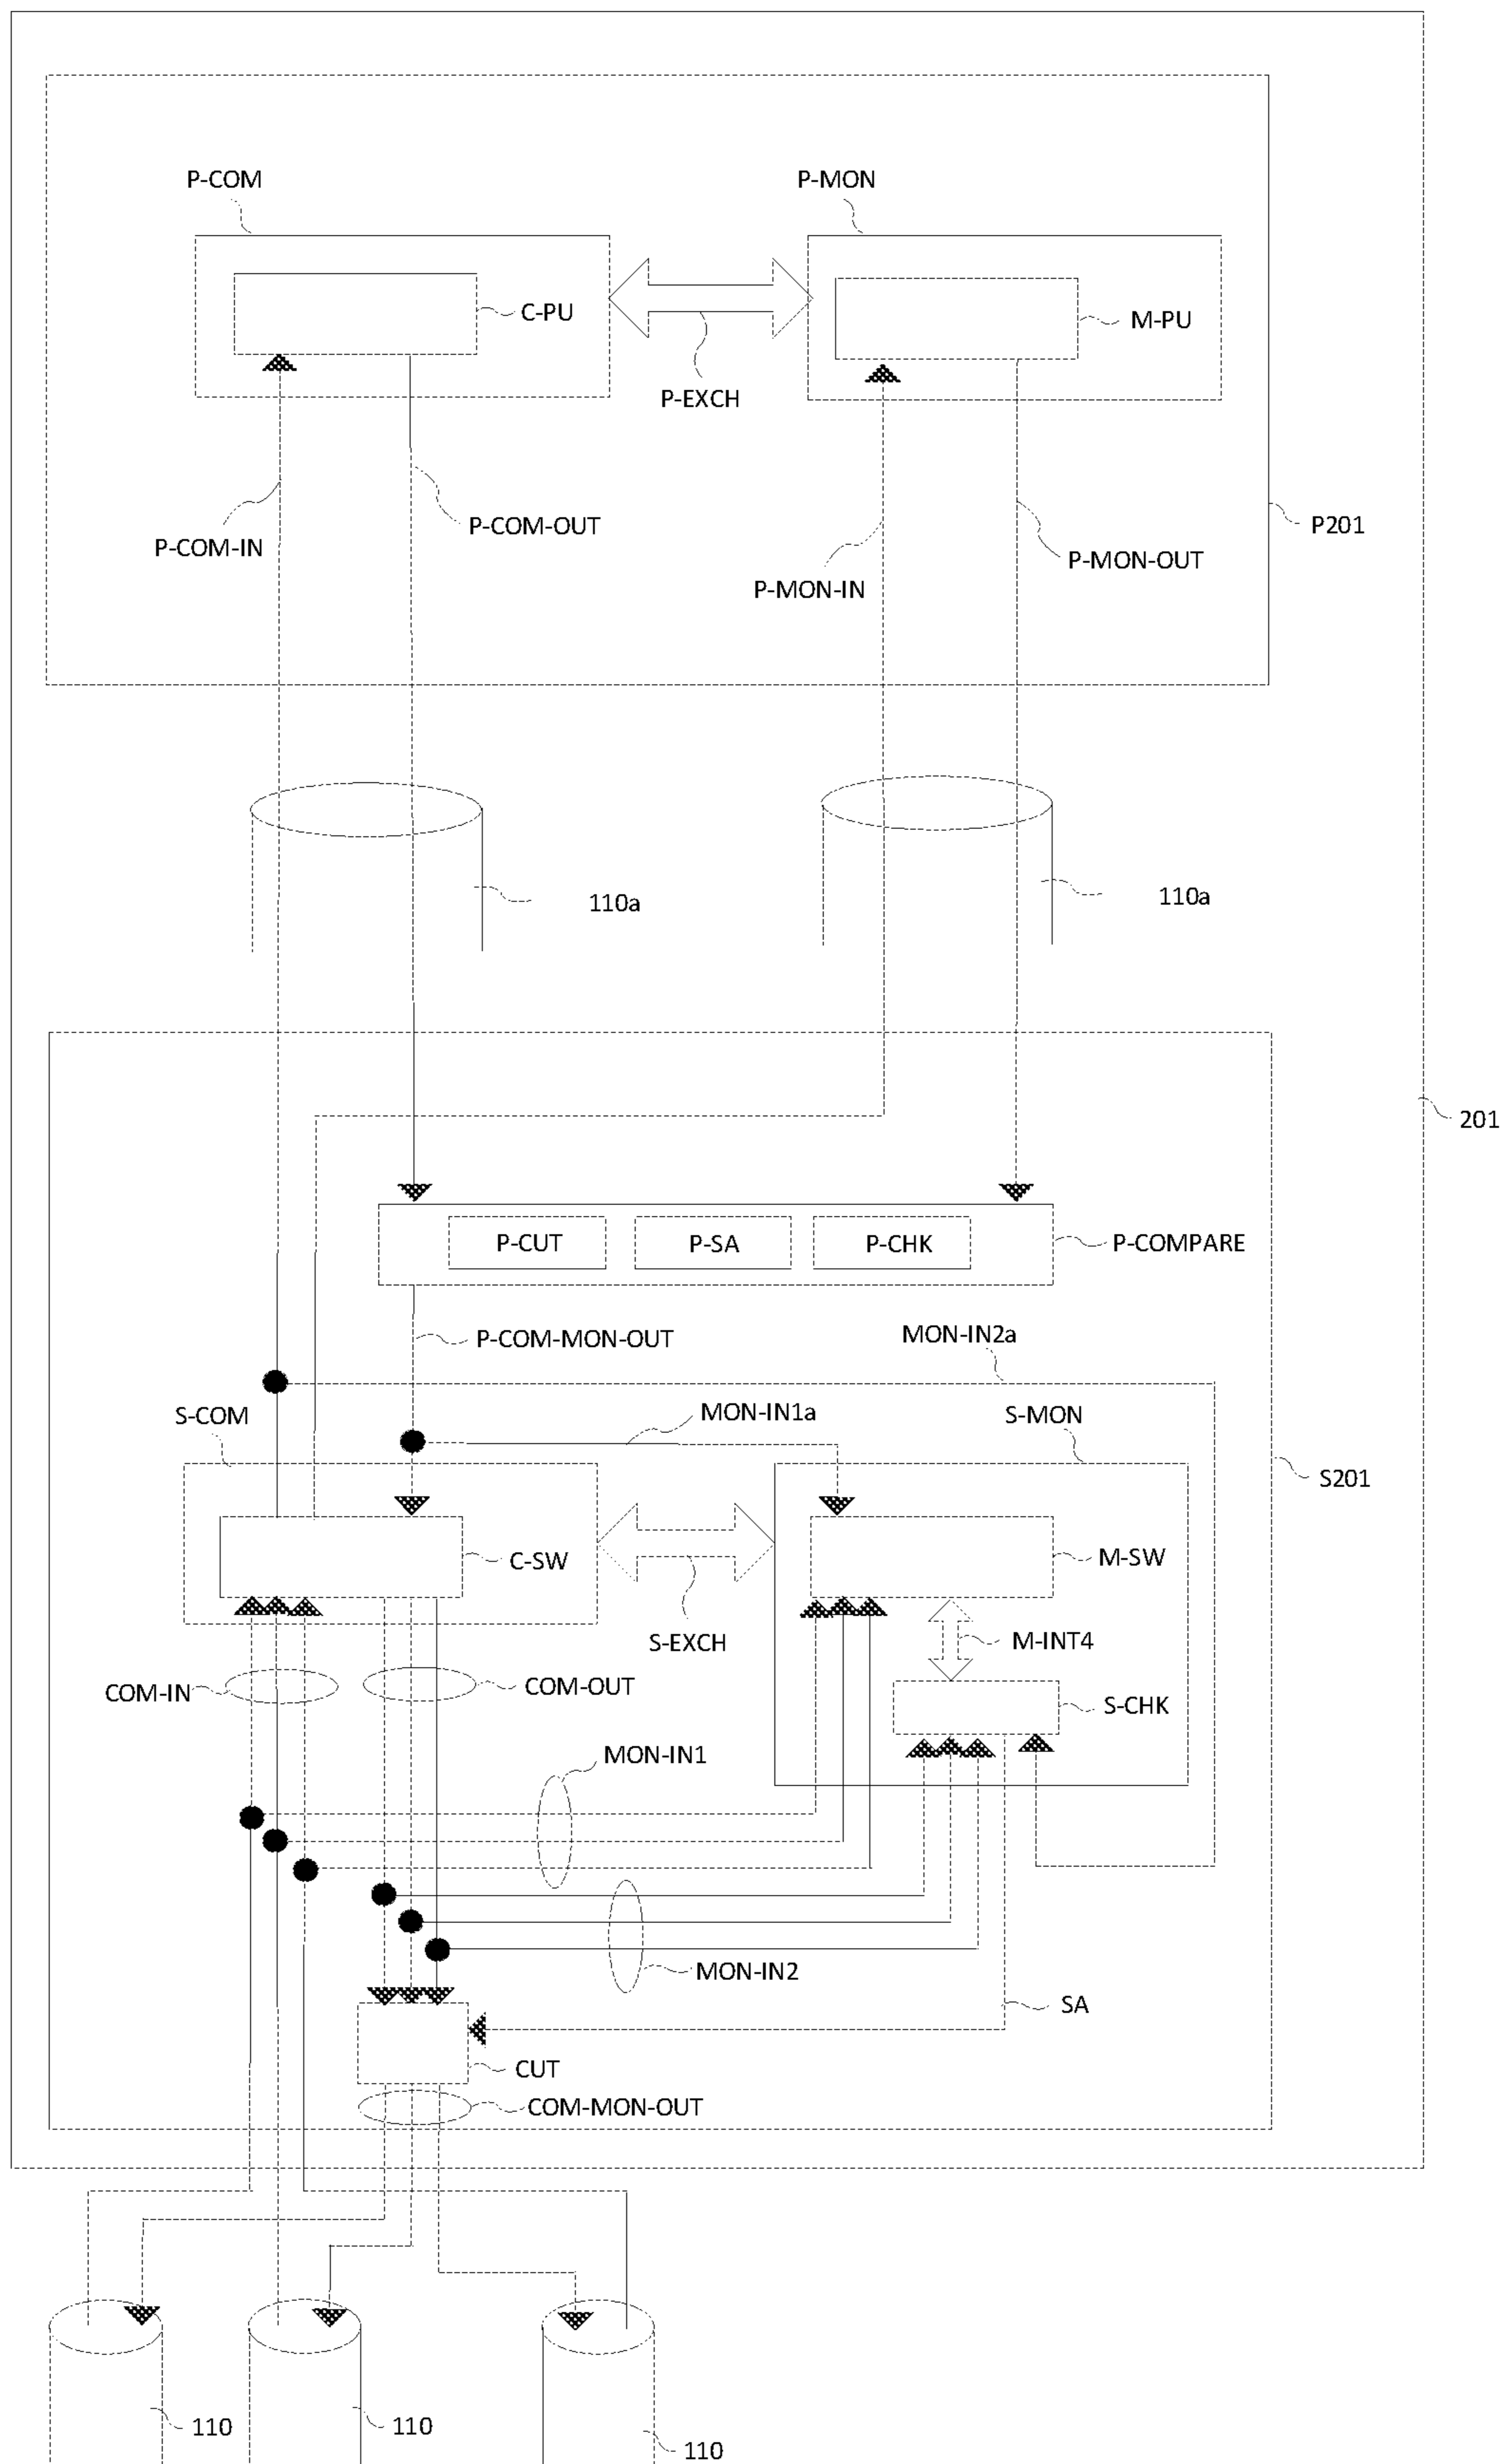 P-COM
P-MON
C-PU
M-PU
P-EXCH
P-COM-OUT
P201
P-COM-IN
P-MON-OUT
P-MON-IN
110a
110a
201
P-CUT
P-SA
P-CHK
P-COMPARE
P-COM-MON-OUT
MON-IN2a
S-COM
MON-IN1a
S-MON
S201
C-SW
M-SW
S-EXCH
M-INT4
COM-IN
COM-OUT
S-CHK
MON-IN1
MON-IN2
SA
CUT
COM-MON-OUT
110
110
110